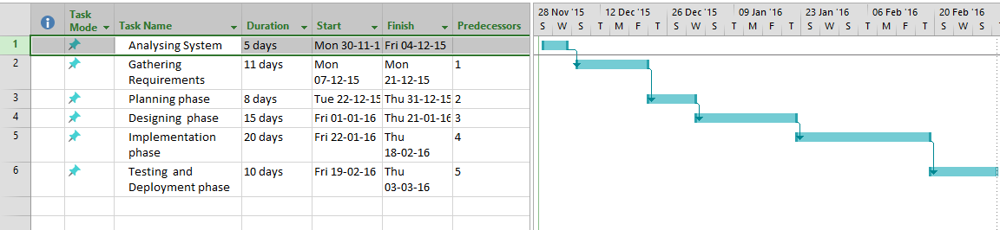 Task Mode Task Name Duration Start Finish Predecessors
28 Nov '15 12 Dec '15 26 Dec '15 09 Jan '16 23 Jan '16 06 Feb '16 20 Feb '16
S W S T M F T S W S T M F T S W S T M F T S
1 Analysing System 5 days Mon 30-11-1 Fri 04-12-15
2 Gathering Requirements 11 days Mon 07-12-15 Mon 21-12-15 1
3 Planning phase 8 days Tue 22-12-15 Thu 31-12-15 2
4 Designing phase 15 days Fri 01-01-16 Thu 21-01-16 3
5 Implementation phase 20 days Fri 22-01-16 Thu 18-02-16 4
6 Testing and Deployment phase 10 days Fri 19-02-16 Thu 03-03-16 5